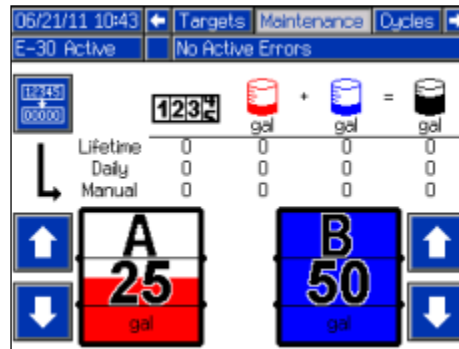 06/21/11 10:43 Targets Maintenance Cycles
E-30 Active No Active Errors
12345
00000
+ =
gal gal gal
Lifetime 0 0 0 0
Daily 0 0 0 0
Manual 0 0 0 0
A B
25 50
gal gal